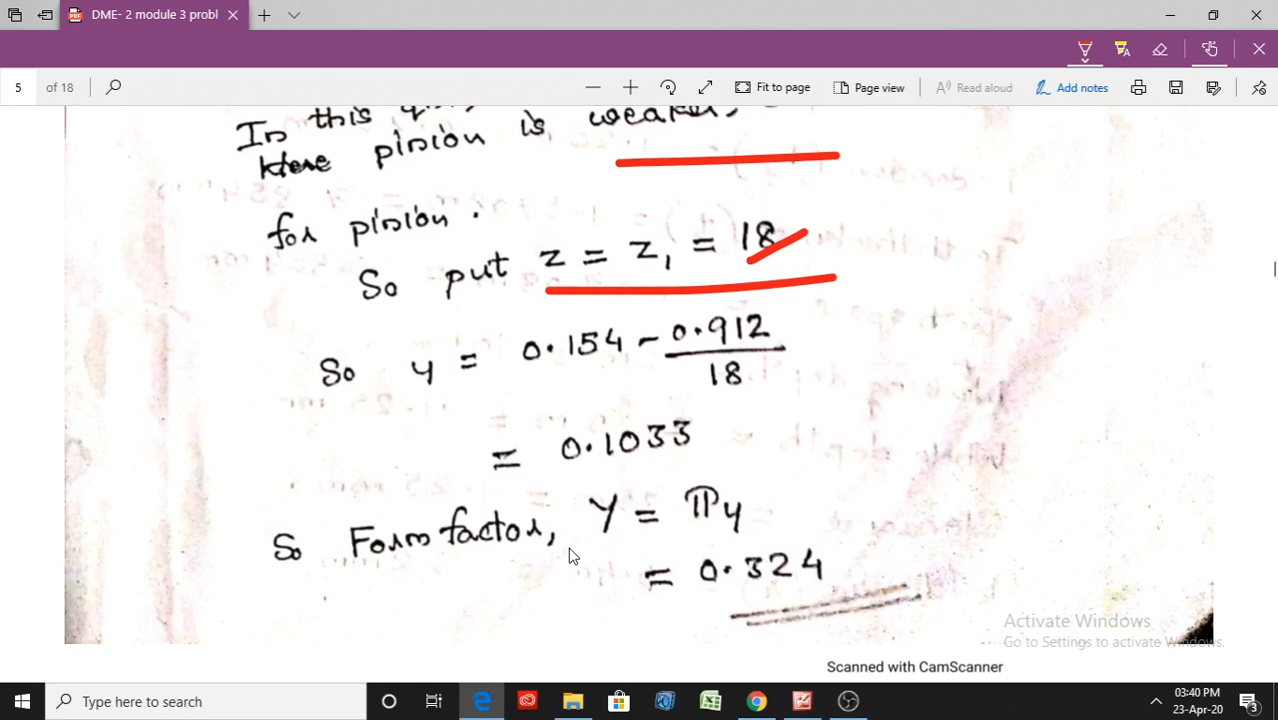 DME- 2 module 3 probl
5 of 18
Fit to page
Page view
Read aloud
Add notes
In this
Here pinion is weaker,
for pinion.
So put z = z₁ = 18
So y = 0.154 - 0.912/18
= 0.1033
So Form factor, Y = πy
= 0.324
Activate Windows
Go to Settings to activate Windows.
Scanned with CamScanner
Type here to search
03:40 PM
23-Apr-20
3